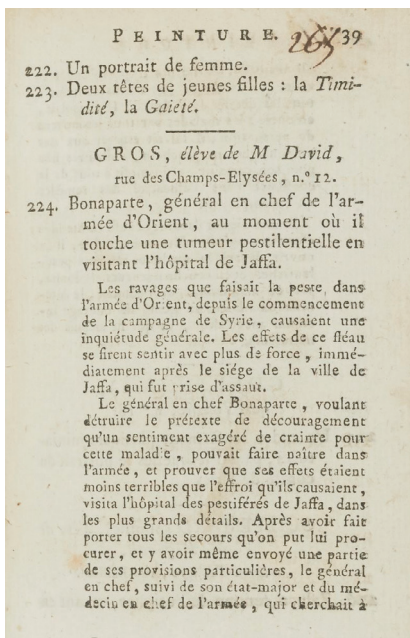 PEINTURE. 265 39
222. Un portrait de femme.
223. Deux têtes de jeunes filles : la Timi-
dité, la Gaieté.
GROS, élève de M David,
rue des Champs-Elysées, n.º 12.
224. Bonaparte, général en chef de l'ar-
mée d'Orient, au moment où il
touche une tumeur pestilentielle en
visitant l'hôpital de Jaffa.
Les ravages que faisait la peste dans
l'armée d'Orient, depuis le commencement
de la campagne de Syrie, causaient une
inquiétude générale. Les effets de ce fléau
se firent sentir avec plus de force, immé-
diatement après le siége de la ville de
Jaffa, qui fut prise d'assaut.
Le général en chef Bonaparte, voulant
détruire le prétexte de découragement
qu'un sentiment exagéré de crainte pour
cette maladie, pouvait faire naître dans
l'armée, et prouver que ses effets étaient
moins terribles que l'effroi qu'ils causaient,
visita l'hôpital des pestiférés de Jaffa, dans
les plus grands détails. Après avoir fait
porter tous les secours qu'on put lui pro-
curer, et y avoir même envoyé une partie
de ses provisions particulières, le général
en chef, suivi de son état-major et du mé-
decin en chef de l'armée, qui cherchait à